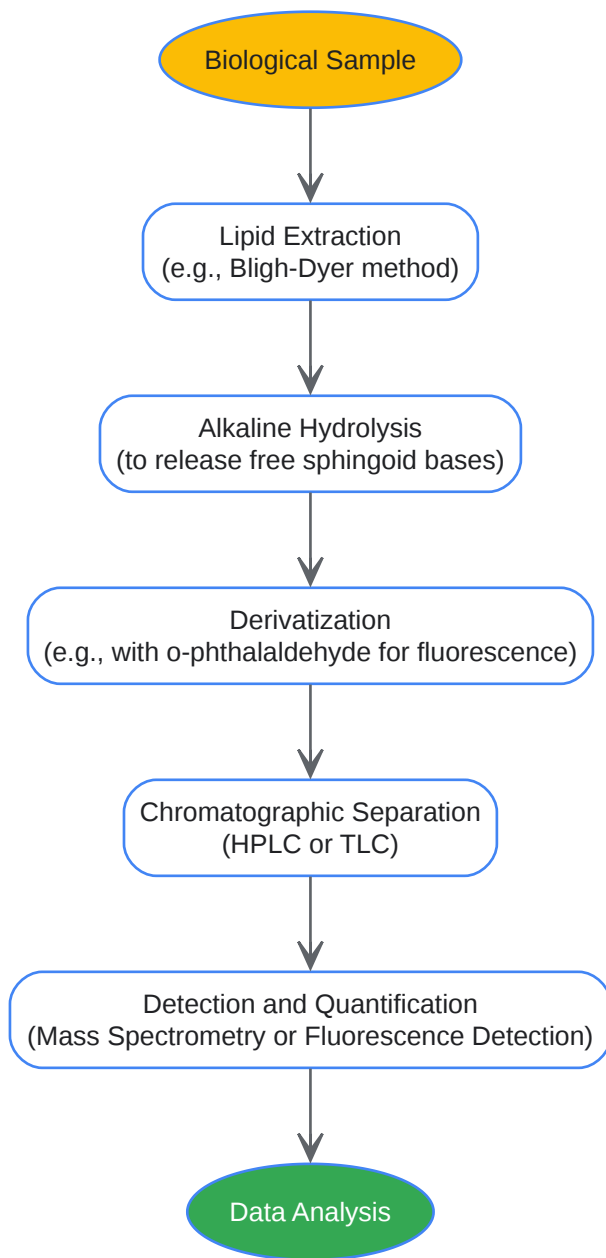 Biological Sample
Lipid Extraction
(e.g., Bligh-Dyer method)
Alkaline Hydrolysis
(to release free sphingoid bases)
Derivatization
(e.g., with o-phthalaldehyde for fluorescence)
Chromatographic Separation
(HPLC or TLC)
Detection and Quantification
(Mass Spectrometry or Fluorescence Detection)
Data Analysis